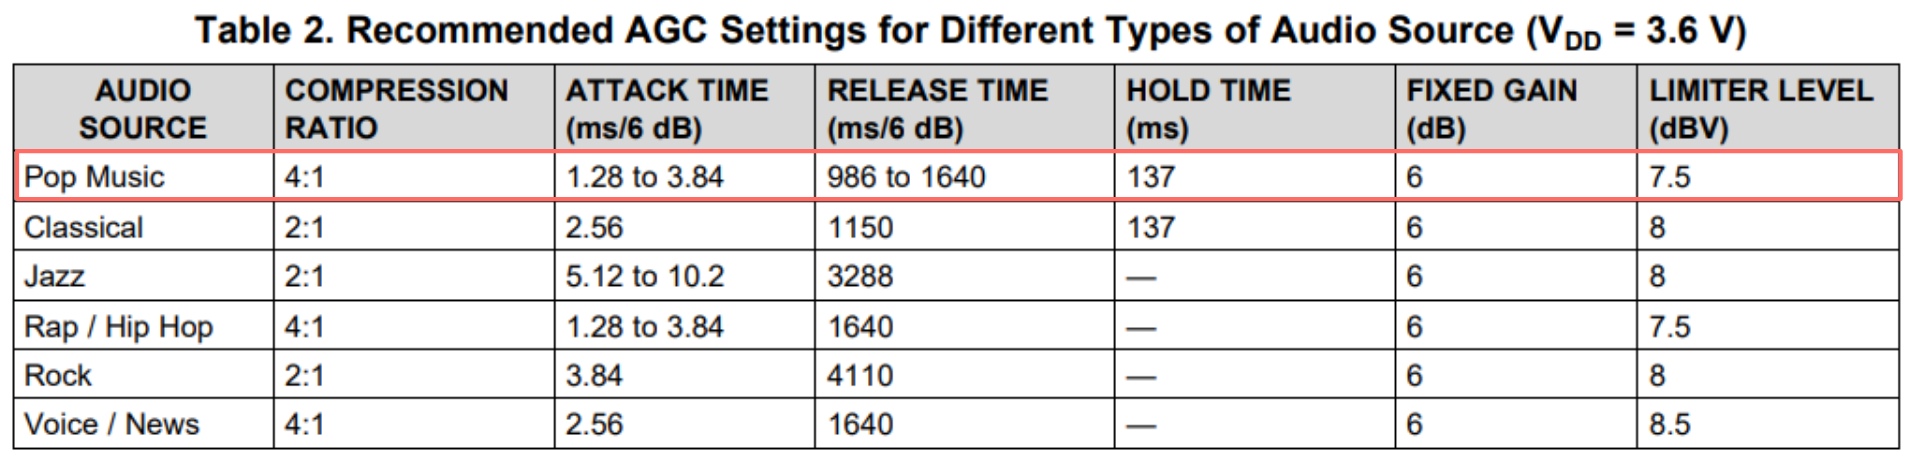 Table 2. Recommended AGC Settings for Different Types of Audio Source (VDD = 3.6 V)
AUDIO SOURCE COMPRESSION RATIO ATTACK TIME (ms/6 dB) RELEASE TIME (ms/6 dB) HOLD TIME (ms) FIXED GAIN (dB) LIMITER LEVEL (dBV)
Pop Music 4:1 1.28 to 3.84 986 to 1640 137 6 7.5
Classical 2:1 2.56 1150 137 6 8
Jazz 2:1 5.12 to 10.2 3288 — 6 8
Rap / Hip Hop 4:1 1.28 to 3.84 1640 — 6 7.5
Rock 2:1 3.84 4110 — 6 8
Voice / News 4:1 2.56 1640 — 6 8.5